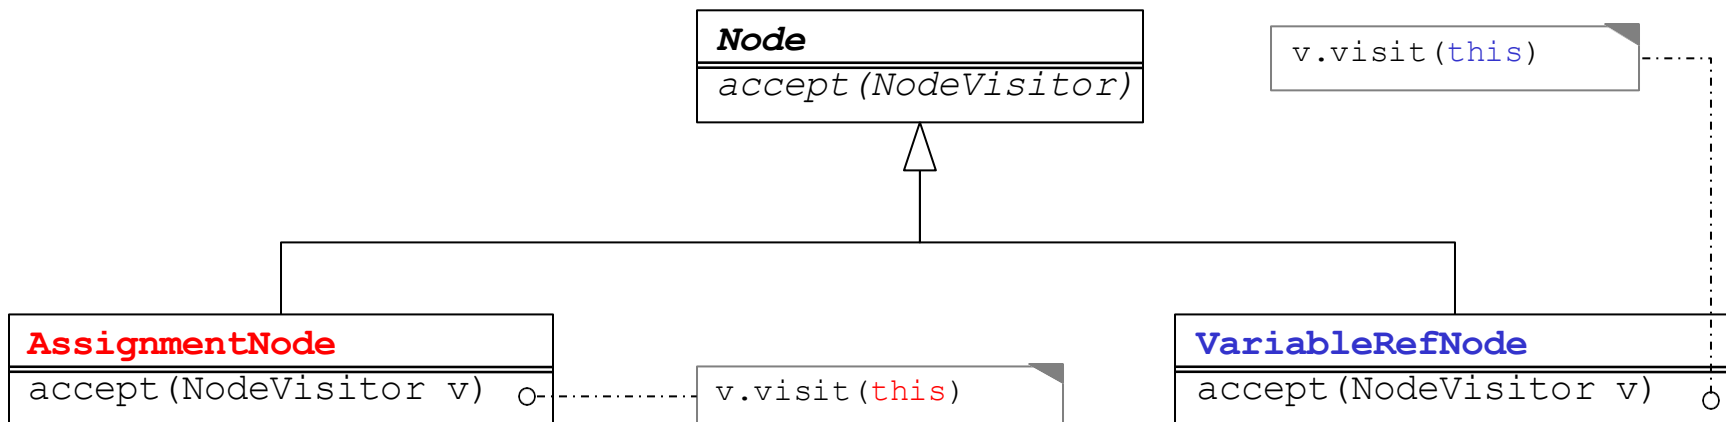 Node
accept(NodeVisitor)
v.visit(this)
AssignmentNode
accept(NodeVisitor v)
v.visit(this)
VariableRefNode
accept(NodeVisitor v)